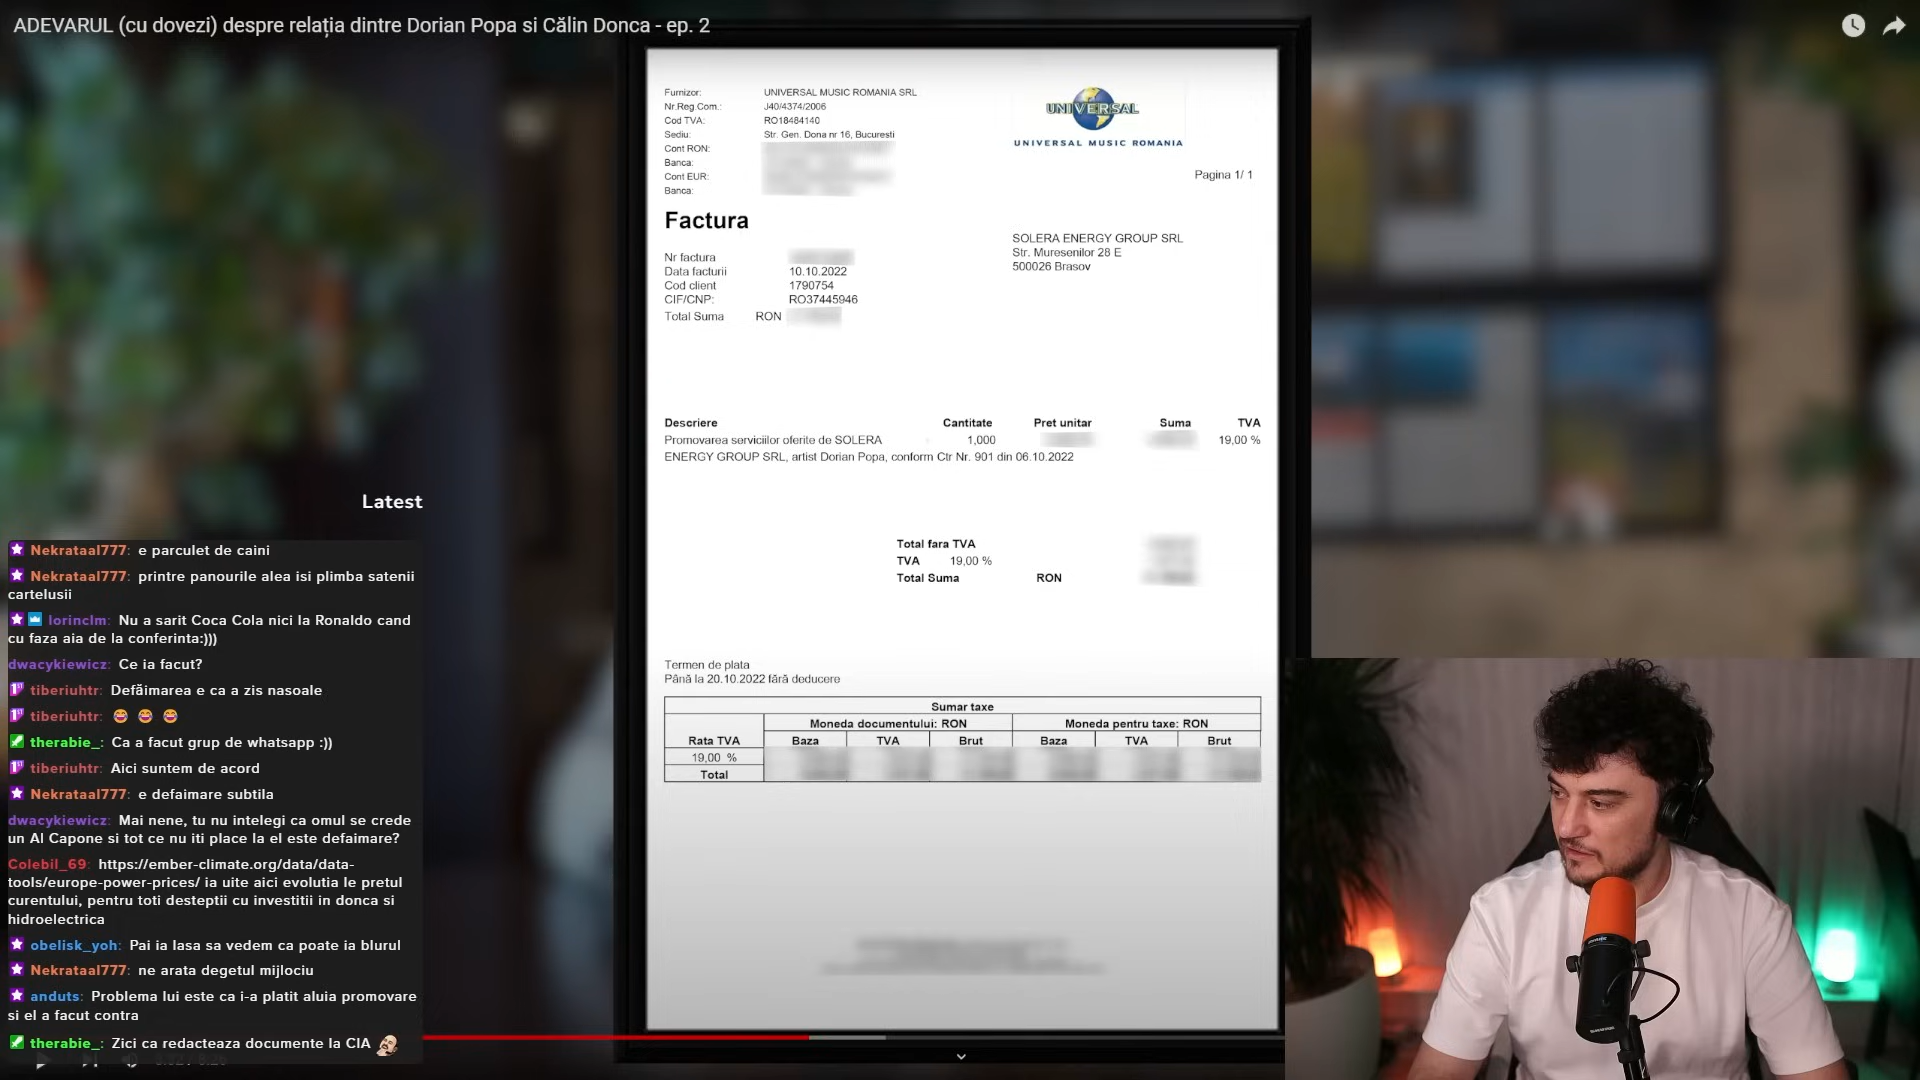 ADEVARUL (cu dovezi) despre relația dintre Dorian Popa si Călin Donca - ep. 2
Furnizor: UNIVERSAL MUSIC ROMANIA SRL
Nr.Reg.Com.: J40/4374/2006
Cod TVA: RO18484140
Sediu: Str. Gen. Dona nr 16, Bucuresti
Cont RON:
Banca:
Cont EUR:
Banca:
UNIVERSAL
UNIVERSAL MUSIC ROMANIA
Pagina 1/ 1
Factura
SOLERA ENERGY GROUP SRL
Str. Muresenilor 28 E
500026 Brasov
Nr factura
Data facturii 10.10.2022
Cod client 1790754
CIF/CNP: RO37445946
Total Suma RON
Descriere Cantitate Pret unitar Suma TVA
Promovarea serviciilor oferite de SOLERA 1,000 19,00 %
ENERGY GROUP SRL, artist Dorian Popa, conform Ctr Nr. 901 din 06.10.2022
Total fara TVA
TVA 19,00 %
Total Suma RON
Termen de plata
Până la 20.10.2022 fără deducere
Sumar taxe
Moneda documentului: RON Moneda pentru taxe: RON
Rata TVA Baza TVA Brut Baza TVA Brut
19,00 %
Total
Latest
Nekrataal777: e parculet de caini
Nekrataal777: printre panourile alea isi plimba satenii
cartelusii
lorinclm: Nu a sarit Coca Cola nici la Ronaldo cand
cu faza aia de la conferinta:)))
dwacykiewicz: Ce ia facut?
tiberiuhtr: Defăimarea e ca a zis nasoale
tiberiuhtr: 😂 😂 😂
therabie_: Ca a facut grup de whatsapp :))
tiberiuhtr: Aici suntem de acord
Nekrataal777: e defaimare subtila
dwacykiewicz: Mai nene, tu nu intelegi ca omul se crede
un Al Capone si tot ce nu iti place la el este defaimare?
Colebil_69: https://ember-climate.org/data/data-
tools/europe-power-prices/ ia uite aici evolutia le pretul
curentului, pentru toti desteptii cu investitii in donca si
hidroelectrica
obelisk_yoh: Pai ia lasa sa vedem ca poate ia blurul
Nekrataal777: ne arata degetul mijlociu
anduts: Problema lui este ca i-a platit aluia promovare
si el a facut contra
therabie_: Zici ca redacteaza documente la CIA